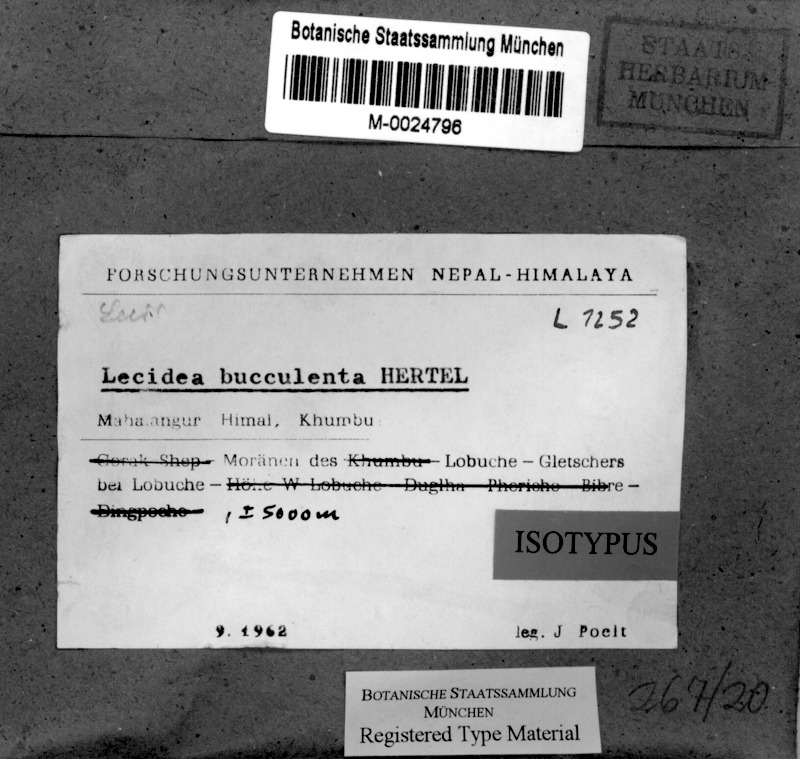 Botanische Staatssammlung München
M-0024796
STAATS
HERBARIUM
MÜNCHEN
FORSCHUNGSUNTERNEHMEN NEPAL-HIMALAYA
L 1252
Lecidea bucculenta HERTEL
Mahalangur Himal, Khumbu
Gorak Shep- Moränen des Khumbu- Lobuche-Gletschers
bei Lobuche- Höhe W Lobuche Duglha Pheriche Bibre-
Dingpoche , ± 5000m
ISOTYPUS
9. 1962 leg. J Poelt
BOTANISCHE STAATSSAMMLUNG
MÜNCHEN
Registered Type Material
267/20